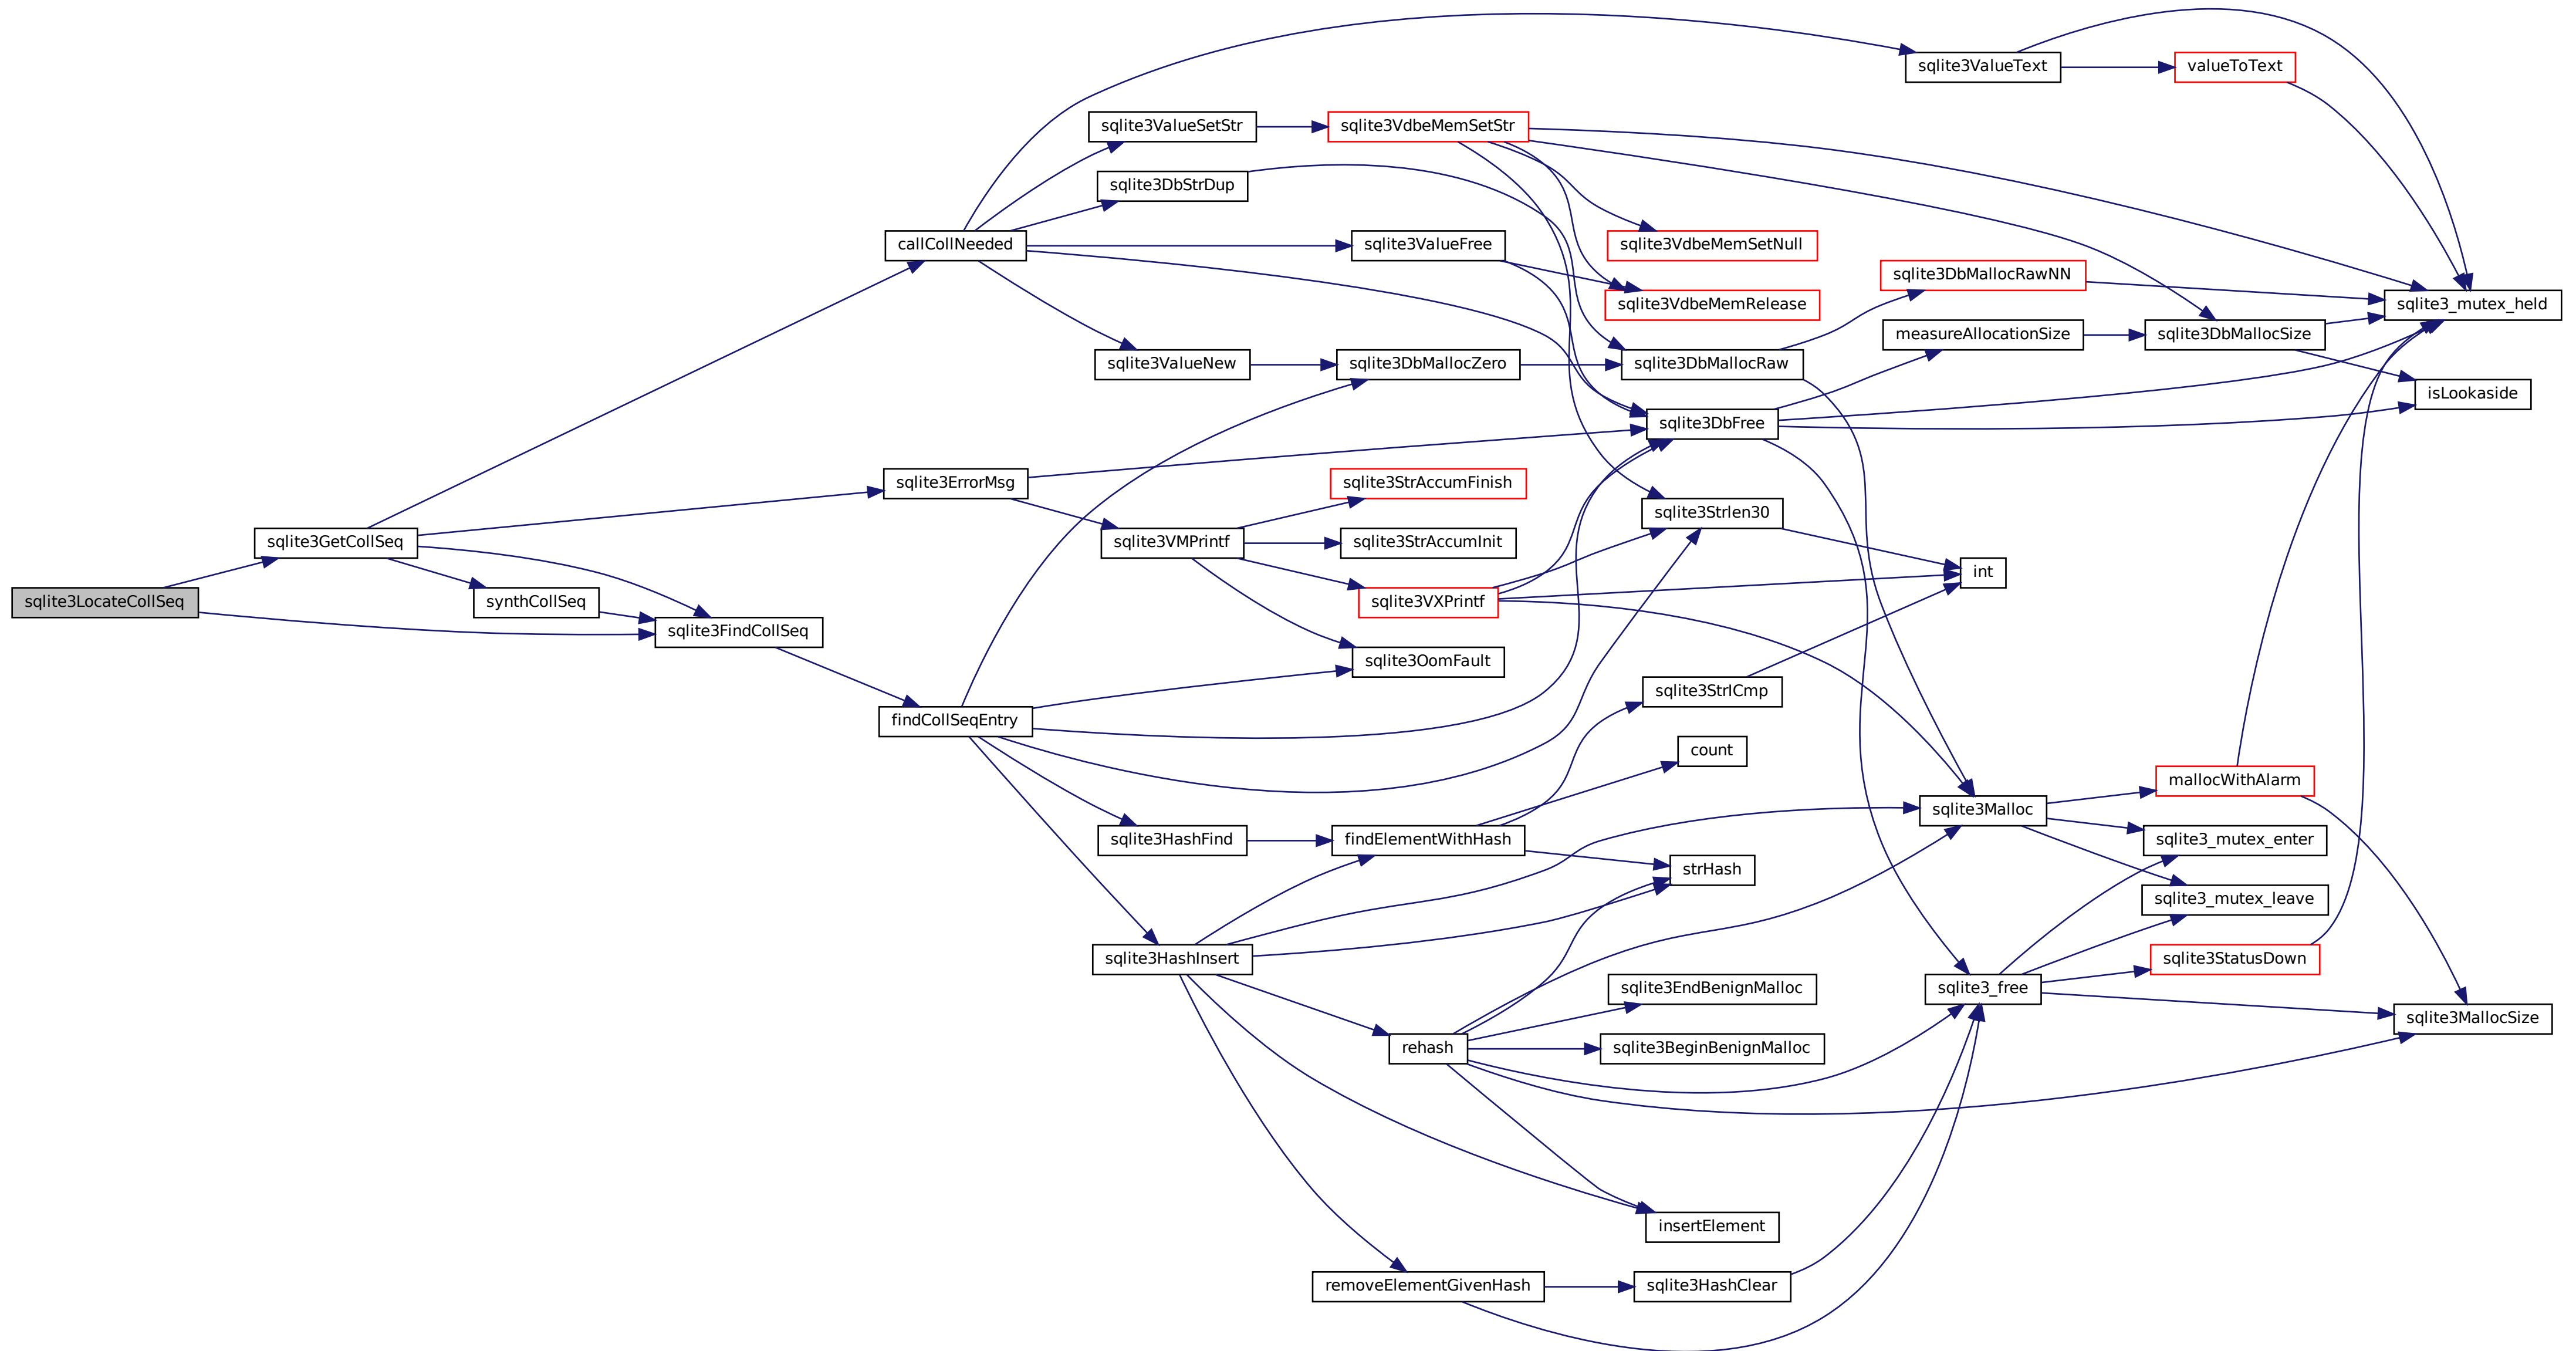 sqlite3ValueText
valueToText
sqlite3ValueSetStr
sqlite3VdbeMemSetStr
sqlite3DbStrDup
callCollNeeded
sqlite3ValueFree
sqlite3VdbeMemSetNull
sqlite3DbMallocRawNN
sqlite3VdbeMemRelease
sqlite3_mutex_held
measureAllocationSize
sqlite3DbMallocSize
sqlite3ValueNew
sqlite3DbMallocZero
sqlite3DbMallocRaw
isLookaside
sqlite3DbFree
sqlite3ErrorMsg
sqlite3StrAccumFinish
sqlite3Strlen30
sqlite3GetCollSeq
sqlite3VMPrintf
sqlite3StrAccumInit
int
sqlite3LocateCollSeq
synthCollSeq
sqlite3VXPrintf
sqlite3FindCollSeq
sqlite3OomFault
sqlite3StrICmp
findCollSeqEntry
count
mallocWithAlarm
sqlite3Malloc
sqlite3HashFind
findElementWithHash
sqlite3_mutex_enter
strHash
sqlite3_mutex_leave
sqlite3HashInsert
sqlite3StatusDown
sqlite3EndBenignMalloc
sqlite3_free
sqlite3MallocSize
rehash
sqlite3BeginBenignMalloc
insertElement
removeElementGivenHash
sqlite3HashClear